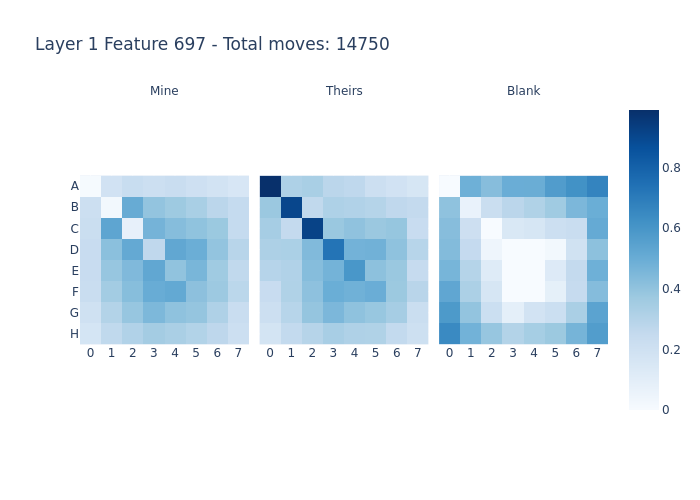 Layer 1 Feature 697 - Total moves: 14750
Mine Theirs Blank
A
B
C
D
E
F
G
H
0 1 2 3 4 5 6 7 0 1 2 3 4 5 6 7 0 1 2 3 4 5 6 7
0.8
0.6
0.4
0.2
0